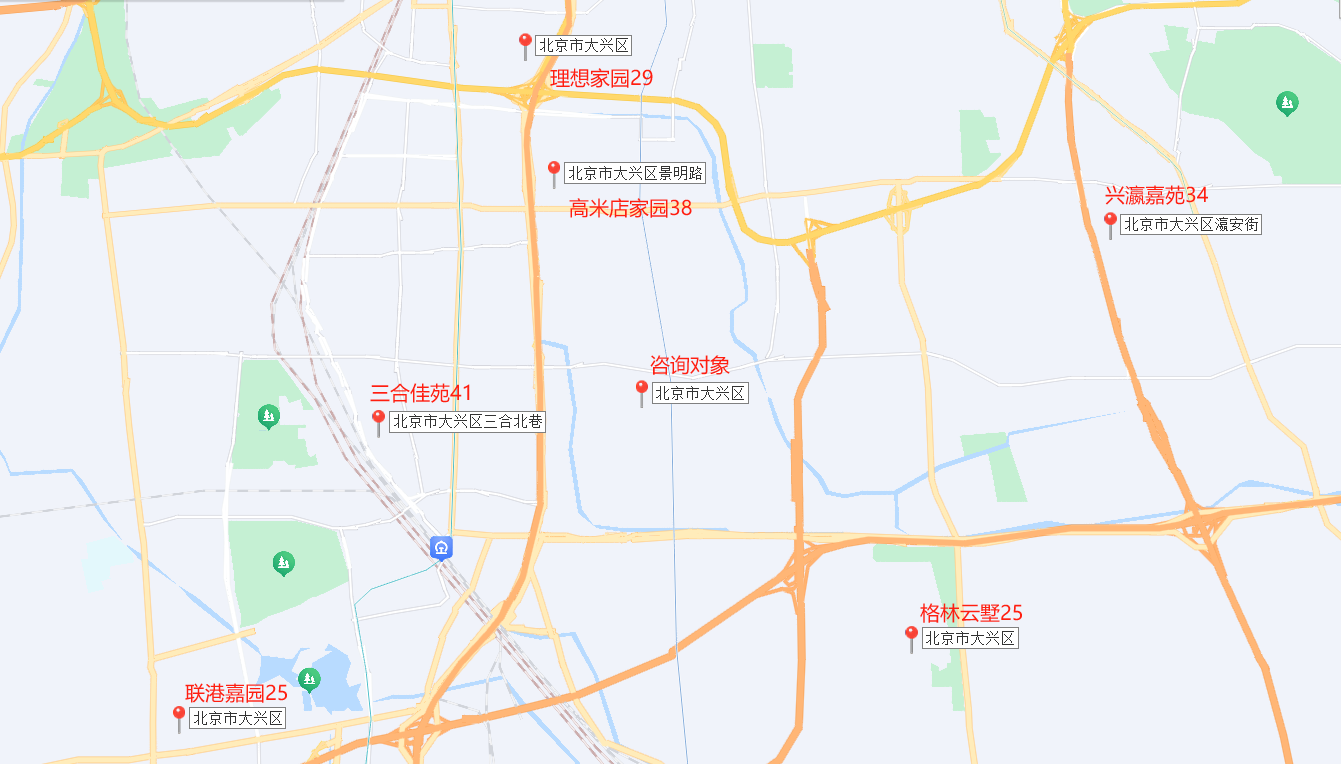 北京市大兴区
理想家园29
北京市大兴区景明路
高米店家园38
兴瀛嘉苑34
北京市大兴区瀛安街
咨询对象
北京市大兴区
三合佳苑41
北京市大兴区三合北巷
格林云墅25
北京市大兴区
联港嘉园25
北京市大兴区